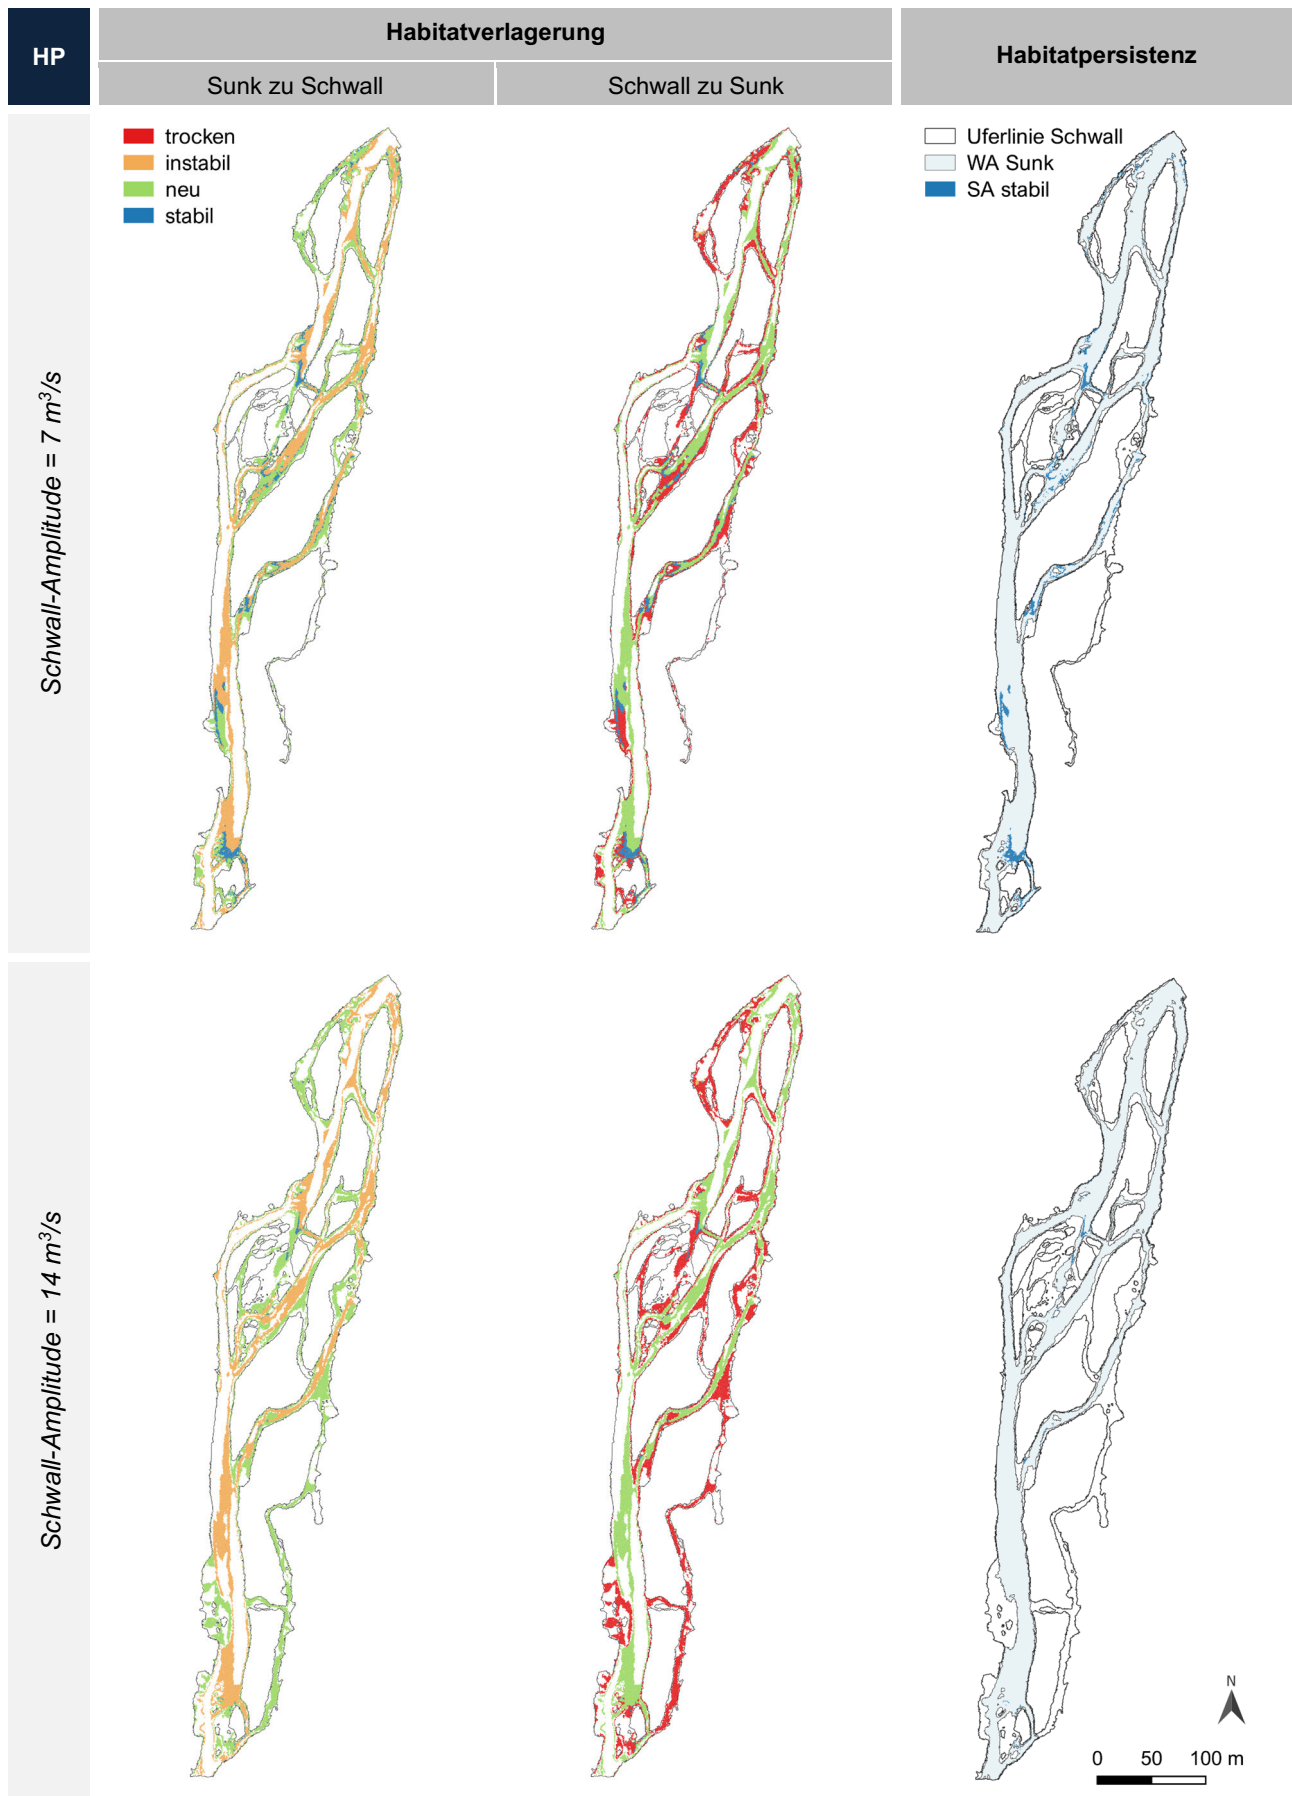 HP
Habitatverlagerung
Habitatpersistenz
Sunk zu Schwall
Schwall zu Sunk
Schwall-Amplitude = 7 m³/s
trocken
instabil
neu
stabil
Uferlinie Schwall
WA Sunk
SA stabil
Schwall-Amplitude = 14 m³/s
N
0 50 100 m